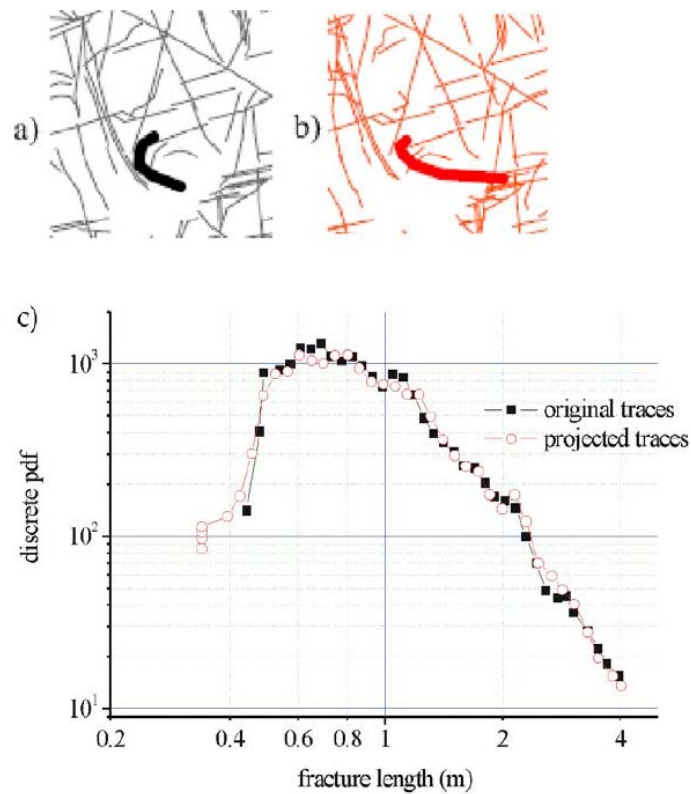 a)
b)
c)
10³
10²
10¹
discrete pdf
original traces
projected traces
0.2 0.4 0.6 0.8 1 2 4
fracture length (m)